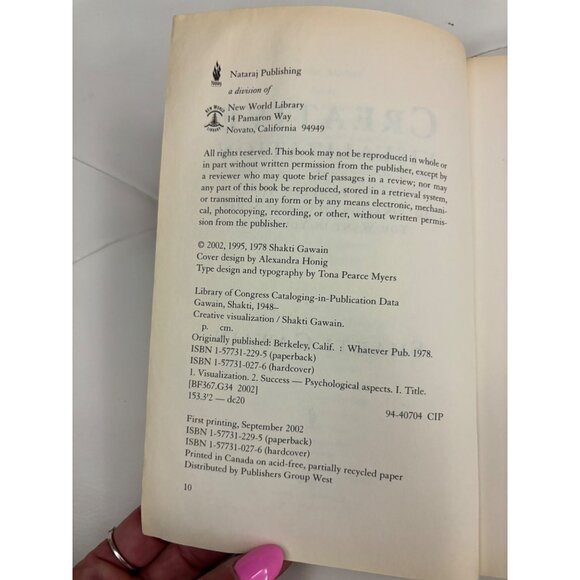 Nataraj Publishing
a division of
New World Library
14 Pamaron Way
Novato, California 94949
All rights reserved. This book may not be reproduced in whole or
in part without written permission from the publisher, except by
a reviewer who may quote brief passages in a review; nor may
any part of this book be reproduced, stored in a retrieval system,
or transmitted in any form or by any means electronic, mechani-
cal, photocopying, recording, or other, without written permis-
sion from the publisher.
© 2002, 1995, 1978 Shakti Gawain
Cover design by Alexandra Honig
Type design and typography by Tona Pearce Myers
Library of Congress Cataloging-in-Publication Data
Gawain, Shakti, 1948–
Creative visualization / Shakti Gawain.
p. cm.
Originally published: Berkeley, Calif. : Whatever Pub. 1978.
ISBN 1-57731-229-5 (paperback)
ISBN 1-57731-027-6 (hardcover)
1. Visualization. 2. Success — Psychological aspects. I. Title.
[BF367.G34 2002]
153.3'2 – dc20
94-40704 CIP
First printing, September 2002
ISBN 1-57731-229-5 (paperback)
ISBN 1-57731-027-6 (hardcover)
Printed in Canada on acid-free, partially recycled paper
Distributed by Publishers Group West
10